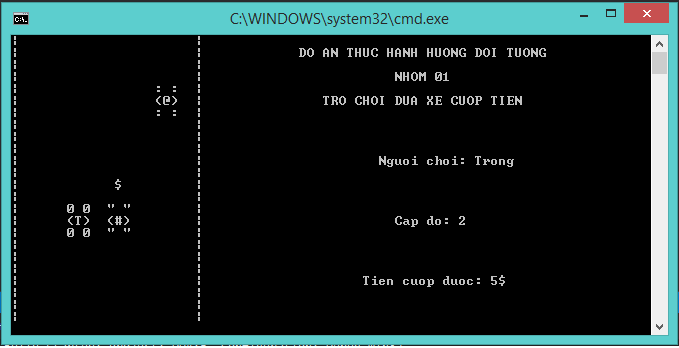 C:\WINDOWS\system32\cmd.exe
DO AN THUC HANH HUONG DOI TUONG
NHOM 01
TRO CHOI DUA XE CUOP TIEN
: :
(@)
: :
Nguoi choi: Trong
$
0 0 " "
(T) (#)
0 0 " "
Cap do: 2
Tien cuop duoc: 5$